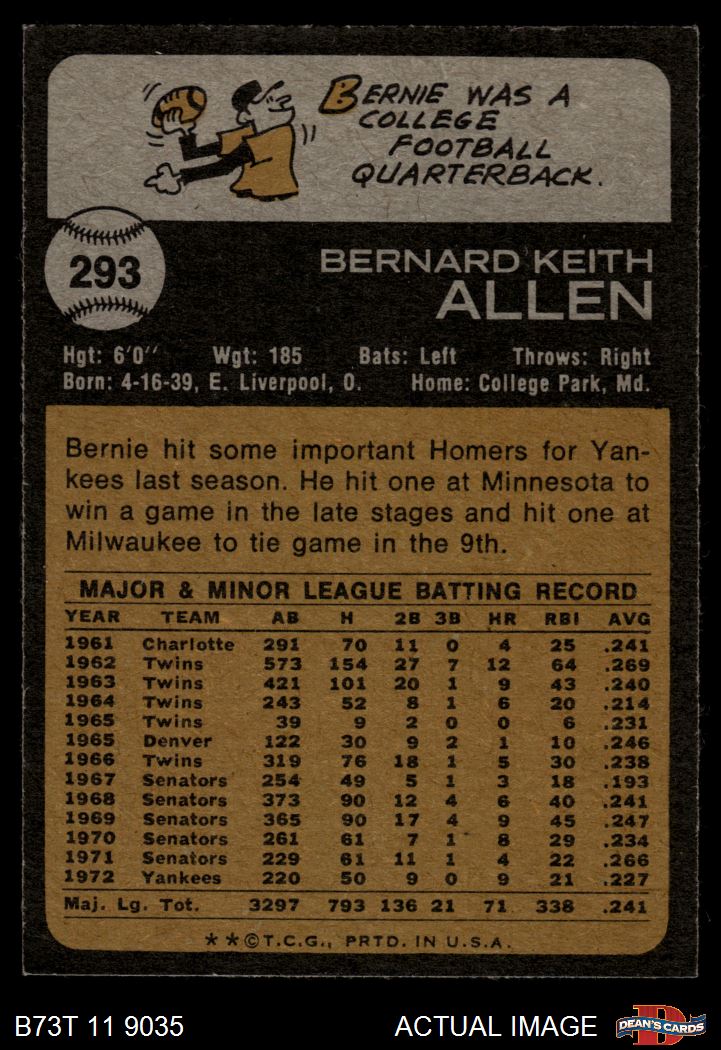 BERNIE WAS A
COLLEGE
FOOTBALL
QUARTERBACK.
293
BERNARD KEITH
ALLEN
Hgt: 6'0" Wgt: 185 Bats: Left Throws: Right
Born: 4-16-39, E. Liverpool, O. Home: College Park, Md.
Bernie hit some important Homers for Yan-
kees last season. He hit one at Minnesota to
win a game in the late stages and hit one at
Milwaukee to tie game in the 9th.
MAJOR & MINOR LEAGUE BATTING RECORD
YEAR TEAM AB H 2B 3B HR RBI AVG
1961 Charlotte 291 70 11 0 4 25 .241
1962 Twins 573 154 27 7 12 64 .269
1963 Twins 421 101 20 1 9 43 .240
1964 Twins 243 52 8 1 6 20 .214
1965 Twins 39 9 2 0 0 6 .231
1965 Denver 122 30 9 2 1 10 .246
1966 Twins 319 76 18 1 5 30 .238
1967 Senators 254 49 5 1 3 18 .193
1968 Senators 373 90 12 4 6 40 .241
1969 Senators 365 90 17 4 9 45 .247
1970 Senators 261 61 7 1 8 29 .234
1971 Senators 229 61 11 1 4 22 .266
1972 Yankees 220 50 9 0 9 21 .227
Maj. Lg. Tot. 3297 793 136 21 71 338 .241
**©T.C.G., PRTD. IN U.S.A.
B73T 11 9035 ACTUAL IMAGE
D
DEAN'S CARDS